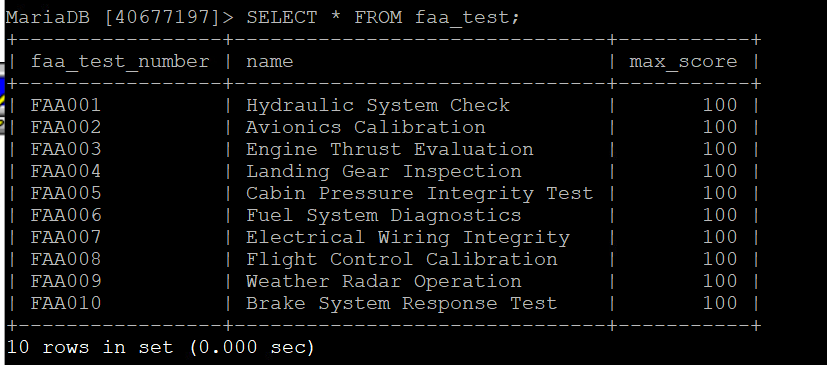 MariaDB [40677197]> SELECT * FROM faa_test;
+-----------------+-------------------------------+-----------+
| faa_test_number | name                          | max_score |
+-----------------+-------------------------------+-----------+
| FAA001          | Hydraulic System Check        |       100 |
| FAA002          | Avionics Calibration          |       100 |
| FAA003          | Engine Thrust Evaluation      |       100 |
| FAA004          | Landing Gear Inspection       |       100 |
| FAA005          | Cabin Pressure Integrity Test |       100 |
| FAA006          | Fuel System Diagnostics       |       100 |
| FAA007          | Electrical Wiring Integrity   |       100 |
| FAA008          | Flight Control Calibration    |       100 |
| FAA009          | Weather Radar Operation       |       100 |
| FAA010          | Brake System Response Test    |       100 |
+-----------------+-------------------------------+-----------+
10 rows in set (0.000 sec)